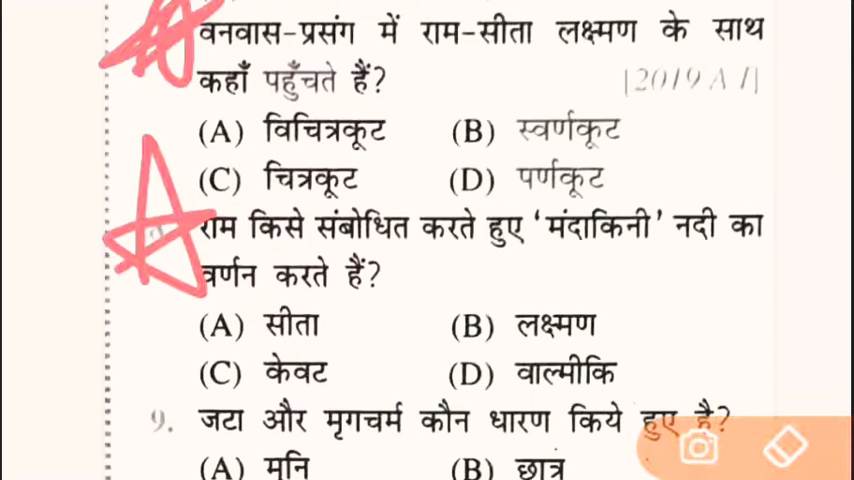 वनवास-प्रसंग में राम-सीता लक्ष्मण के साथ
कहाँ पहुँचते हैं? [2019 A I]
(A) विचित्रकूट (B) स्वर्णकूट
(C) चित्रकूट (D) पर्णकूट
राम किसे संबोधित करते हुए 'मंदाकिनी' नदी का
वर्णन करते हैं?
(A) सीता (B) लक्ष्मण
(C) केवट (D) वाल्मीकि
9. जटा और मृगचर्म कौन धारण किये हुए है?
(A) मुनि (B) छात्र